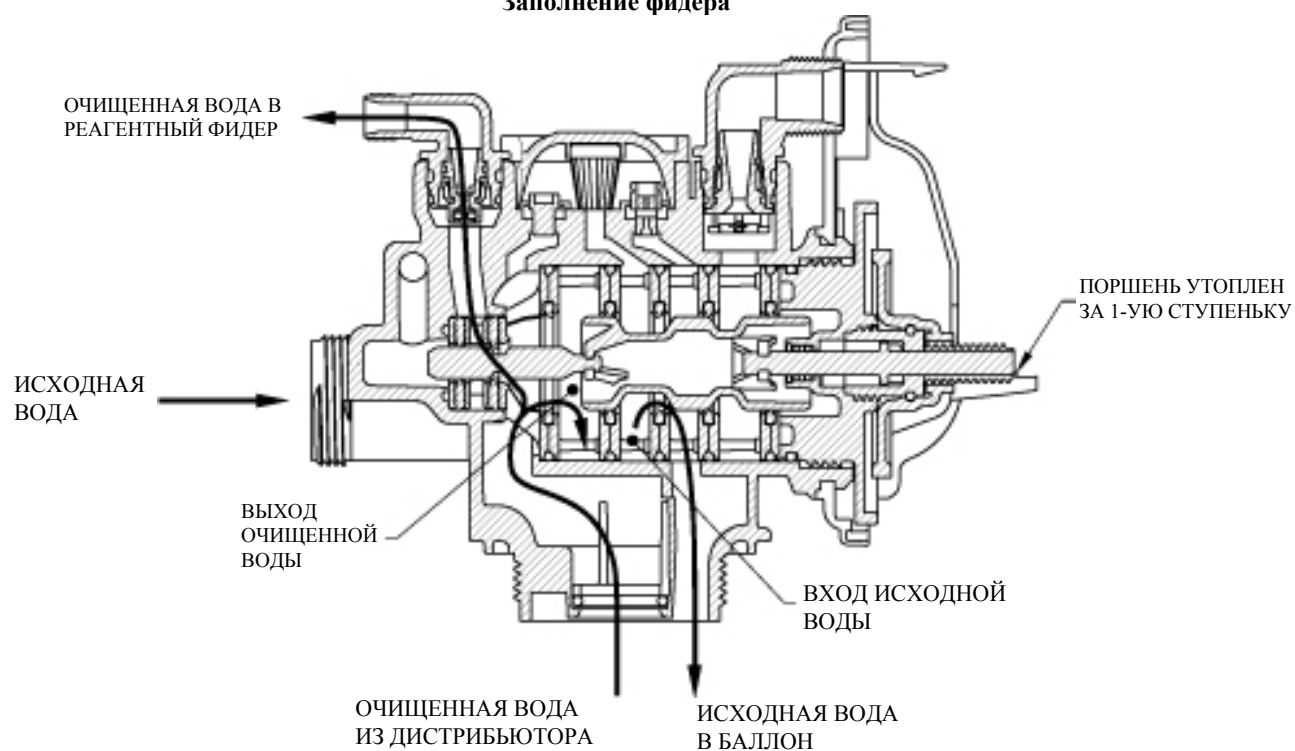 Заполнение фидера
ОЧИЩЕННАЯ ВОДА В
РЕАГЕНТНЫЙ ФИДЕР
ПОРШЕНЬ УТОПЛЕН
ЗА 1-УЮ СТУПЕНЬКУ
ИСХОДНАЯ
ВОДА
ВЫХОД
ОЧИЩЕННОЙ
ВОДЫ
ВХОД ИСХОДНОЙ
ВОДЫ
ОЧИЩЕННАЯ ВОДА
ИЗ ДИСТРИБЬЮТОРА
ИСХОДНАЯ ВОДА
В БАЛЛОН